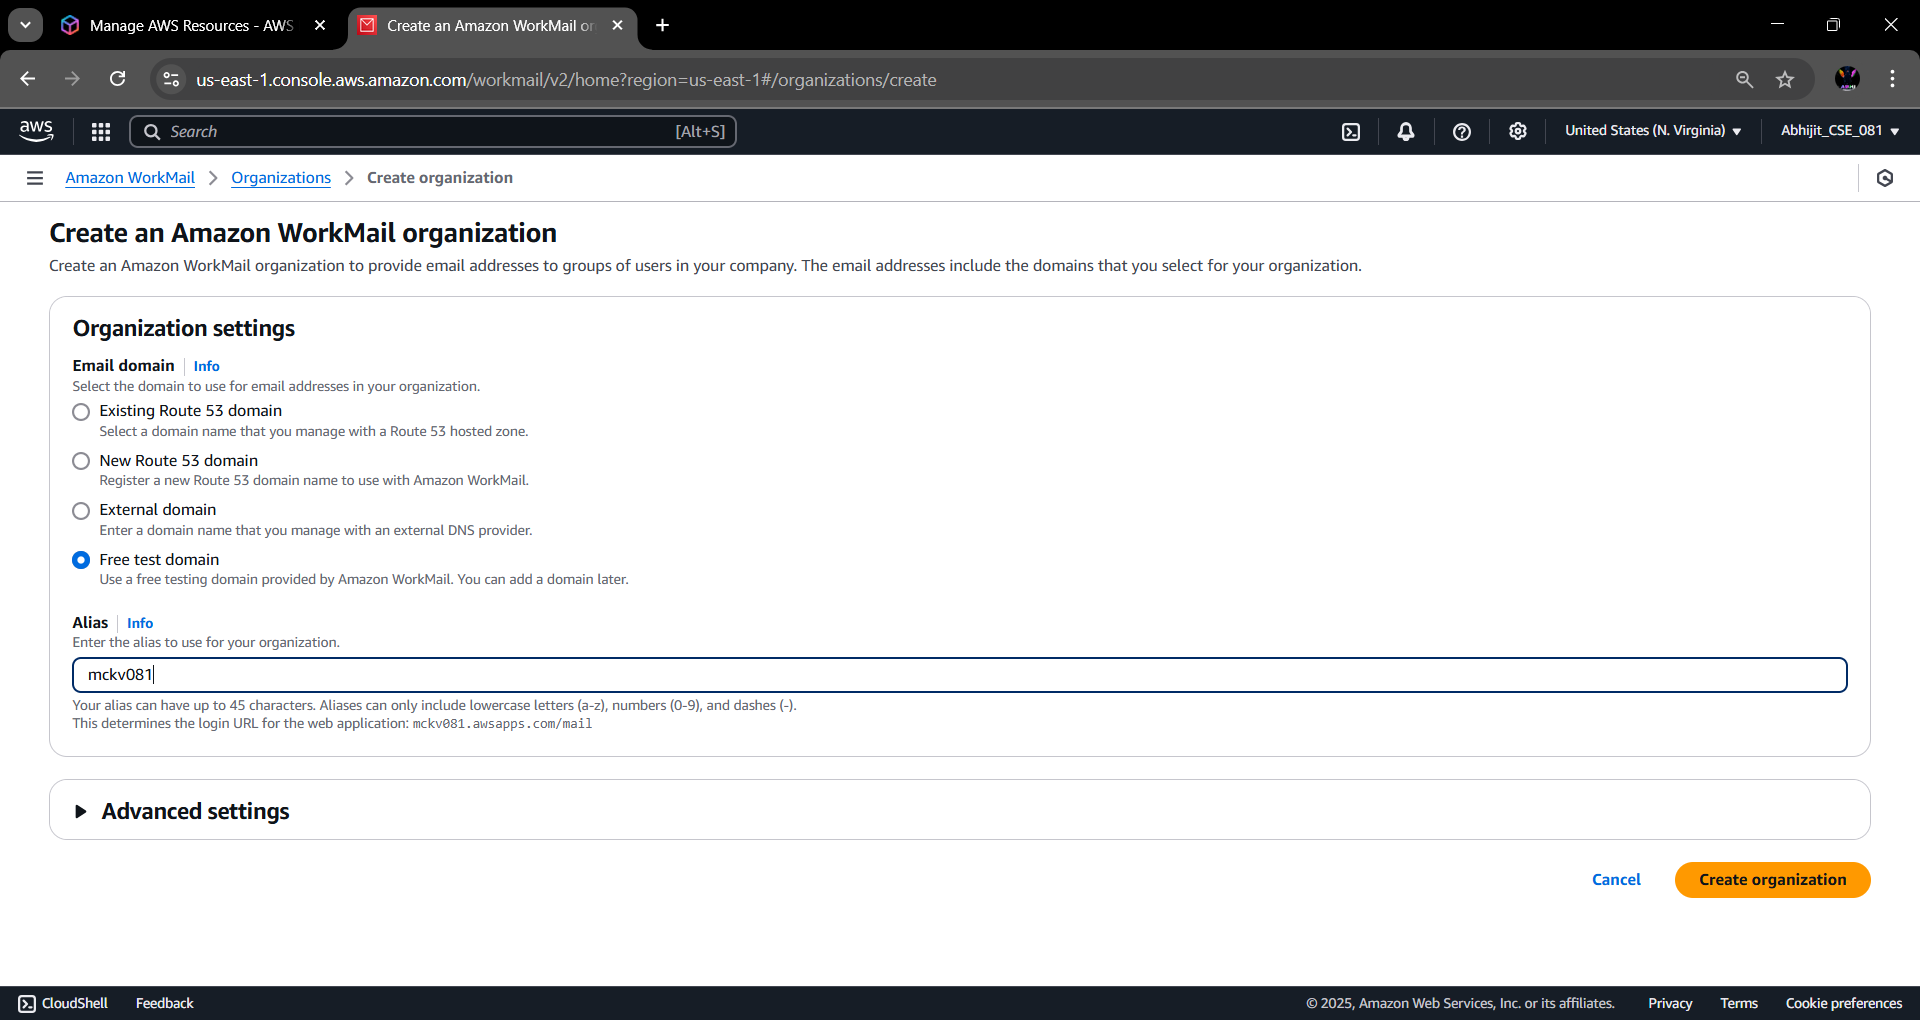 Manage AWS Resources - AWS
Create an Amazon WorkMail or
us-east-1.console.aws.amazon.com/workmail/v2/home?region=us-east-1#/organizations/create
aws
Search
[Alt+S]
United States (N. Virginia)
Abhijit_CSE_081
Amazon WorkMail
Organizations
Create organization
Create an Amazon WorkMail organization
Create an Amazon WorkMail organization to provide email addresses to groups of users in your company. The email addresses include the domains that you select for your organization.
Organization settings
Email domain
Info
Select the domain to use for email addresses in your organization.
Existing Route 53 domain
Select a domain name that you manage with a Route 53 hosted zone.
New Route 53 domain
Register a new Route 53 domain name to use with Amazon WorkMail.
External domain
Enter a domain name that you manage with an external DNS provider.
Free test domain
Use a free testing domain provided by Amazon WorkMail. You can add a domain later.
Alias
Info
Enter the alias to use for your organization.
mckv081
Your alias can have up to 45 characters. Aliases can only include lowercase letters (a-z), numbers (0-9), and dashes (-).
This determines the login URL for the web application: mckv081.awsapps.com/mail
Advanced settings
Cancel
Create organization
CloudShell
Feedback
© 2025, Amazon Web Services, Inc. or its affiliates.
Privacy
Terms
Cookie preferences